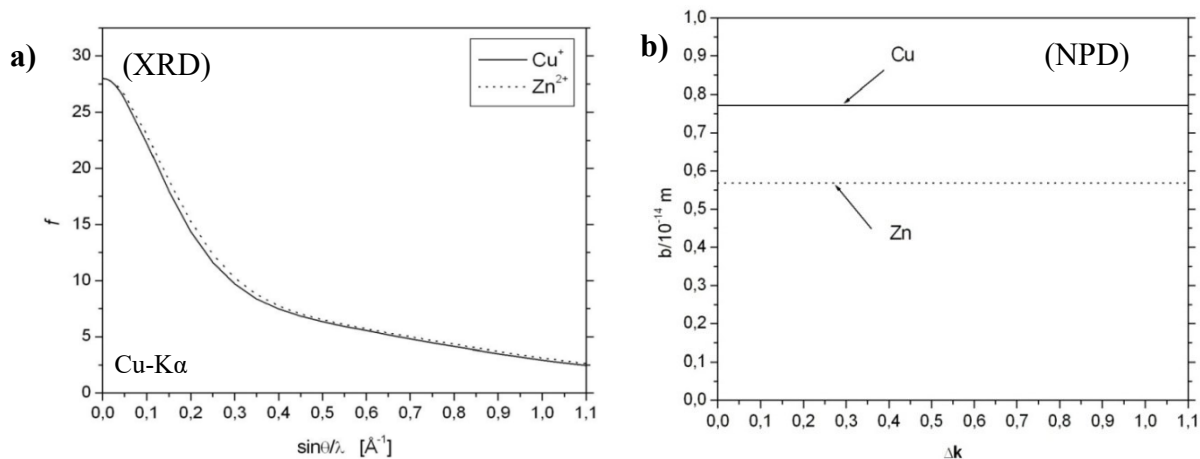 a)
(XRD)
Cu⁺
Zn²⁺
30
25
20
15
10
5
0
f
Cu-Kα
0,0 0,1 0,2 0,3 0,4 0,5 0,6 0,7 0,8 0,9 1,0 1,1
sinθ/λ [Å⁻¹]
b)
(NPD)
Cu
Zn
1,0
0,9
0,8
0,7
0,6
0,5
0,4
0,3
0,2
0,1
0,0
b/10⁻¹⁴ m
0,0 0,1 0,2 0,3 0,4 0,5 0,6 0,7 0,8 0,9 1,0 1,1
Δk